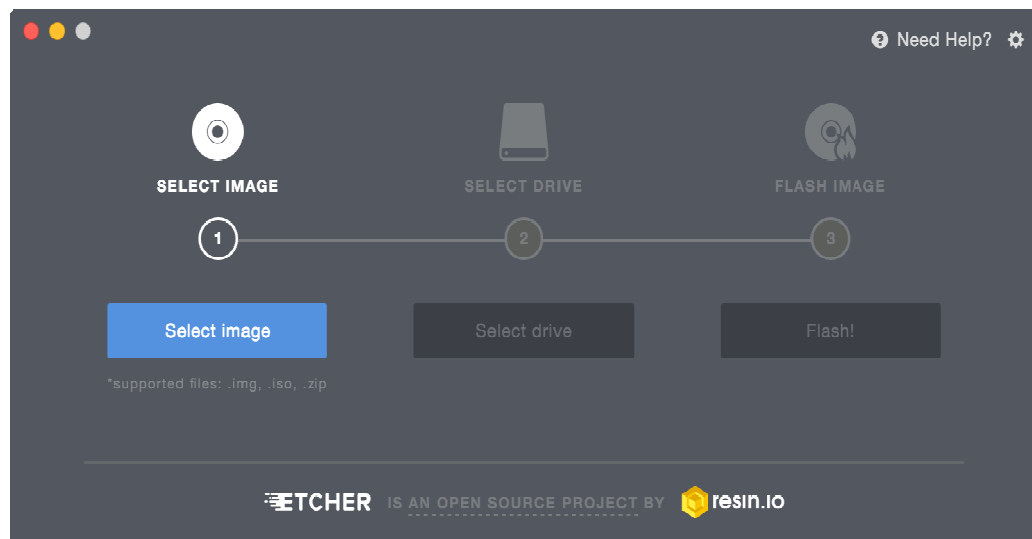 Need Help?
SELECT IMAGE
SELECT DRIVE
FLASH IMAGE
1
2
3
Select image
Select drive
Flash!
*supported files: .img, .iso, .zip
ETCHER IS AN OPEN SOURCE PROJECT BY resin.io